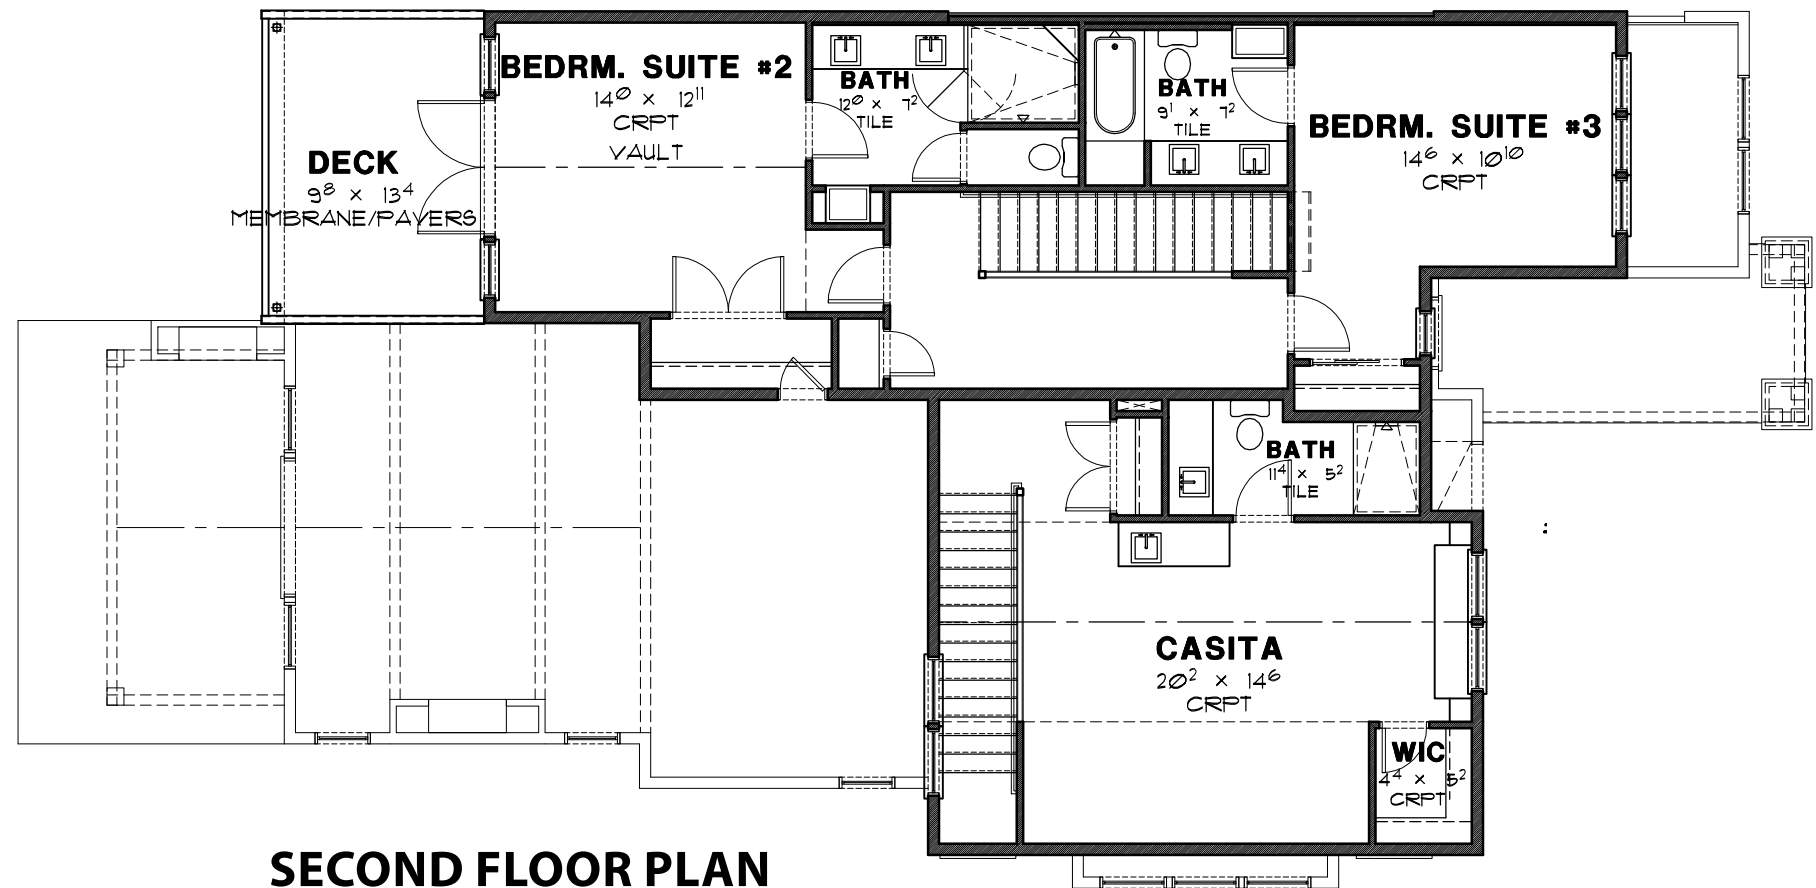 BEDRM. SUITE #2
14⁰ × 12¹¹
CRPT
VAULT
BATH
12⁰ × 7²
TILE
BATH
9¹ × 7²
TILE
BEDRM. SUITE #3
14⁶ × 10¹⁰
CRPT
DECK
9⁸ × 13⁴
MEMBRANE/PAVERS
BATH
11⁴ × 5²
TILE
CASITA
20² × 14⁶
CRPT
WIC
4⁴ × 5²
CRPT
SECOND FLOOR PLAN